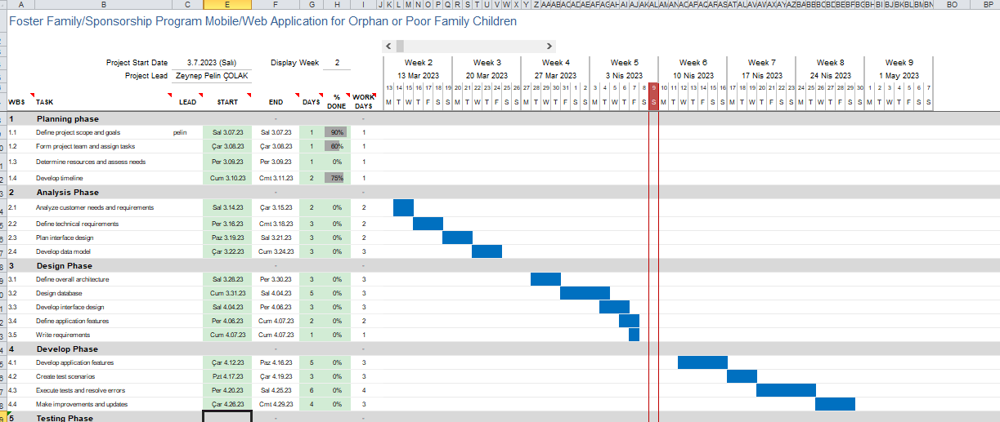 A B C D E F G H I J K L M N O P Q R S T U V W X Y Z BO BP
Foster Family/Sponsorship Program Mobile/Web Application for Orphan or Poor Family Children
Project Start Date 3.7.2023 (Salı) Display Week 2 Week 2 Week 3 Week 4 Week 5 Week 6 Week 7 Week 8 Week 9
Project Lead Zeynep Pelin ÇOLAK 13 Mar 2023 20 Mar 2023 27 Mar 2023 3 Nis 2023 10 Nis 2023 17 Nis 2023 24 Nis 2023 1 May 2023
13 14 15 16 17 18 19 20 21 22 23 24 25 26 27 28 29 30 31 1 2 3 4 5 6 7 8 9 10 11 12 13 14 15 16 17 18 19 20 21 22 23 24 25 26 27 28 29 30 1 2 3 4 5 6 7
WBS TASK LEAD START END DAYS % DONE WORK DAYS M T W T F S S M T W T F S S M T W T F S S M T W T F S S M T W T F S S M T W T F S S M T W T F S S M T W T F S S
1 Planning phase - -
1.1 Define project scope and goals pelin Sal 3.07.23 Sal 3.07.23 1 90% 1
1.2 Form project team and assign tasks Çar 3.08.23 Çar 3.08.23 1 60% 1
1.3 Determine resources and assess needs Per 3.09.23 Per 3.09.23 1 0% 1
1.4 Develop timeline Cum 3.10.23 Cmt 3.11.23 2 75% 1
2 Analysis Phase - -
2.1 Analyze customer needs and requirements Sal 3.14.23 Çar 3.15.23 2 0% 2
2.2 Define technical requirements Per 3.16.23 Cmt 3.18.23 3 0% 2
2.3 Plan interface design Paz 3.19.23 Sal 3.21.23 3 0% 2
2.4 Develop data model Çar 3.22.23 Cum 3.24.23 3 0% 3
3 Design Phase - -
3.1 Define overall architecture Sal 3.28.23 Per 3.30.23 3 0% 3
3.2 Design database Cum 3.31.23 Sal 4.04.23 5 0% 3
3.3 Develop interface design Sal 4.04.23 Per 4.06.23 3 0% 3
3.4 Define application features Per 4.06.23 Cum 4.07.23 2 0% 2
3.5 Write requirements Cum 4.07.23 Cum 4.07.23 1 0% 1
4 Develop Phase - -
4.1 Develop application features Çar 4.12.23 Paz 4.16.23 5 0% 3
4.2 Create test scenarios Pzt 4.17.23 Çar 4.19.23 3 0% 3
4.3 Execute tests and resolve errors Per 4.20.23 Sal 4.25.23 6 0% 4
4.4 Make improvements and updates Çar 4.26.23 Cmt 4.29.23 4 0% 3
5 Testing Phase - -